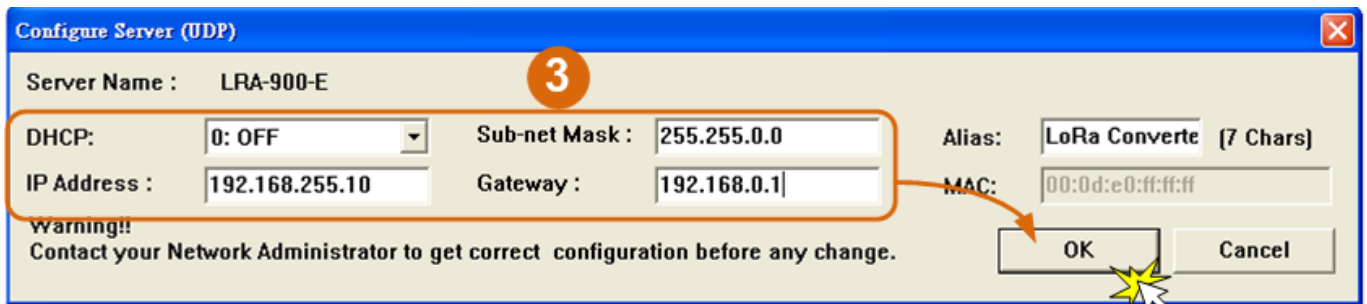 Configure Server (UDP)
Server Name : LRA-900-E
3
DHCP: 0: OFF Sub-net Mask : 255.255.0.0 Alias: LoRa Converte (7 Chars)
IP Address : 192.168.255.10 Gateway : 192.168.0.1 MAC: 00:0d:e0:ff:ff:ff
Warning!!
Contact your Network Administrator to get correct configuration before any change.
OK Cancel